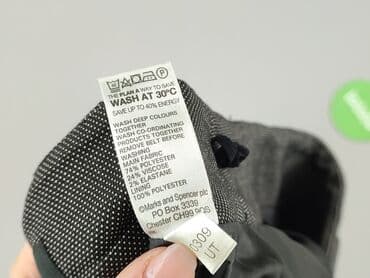 THE PLAN A WAY TO SAVE
WASH AT 30°C
SAVE UP TO 40% ENERGY
WASH DEEP COLOURS
TOGETHER
WASH CO-ORDINATING
PRODUCTS TOGETHER
REMOVE BELT BEFORE
WASHING
MAIN FABRIC
74% POLYESTER
24% VISCOSE
2% ELASTANE
LINING
100% POLYESTER
©Marks and Spencer plc
PO Box 3339
Chester CH99 9QS
0309
UT